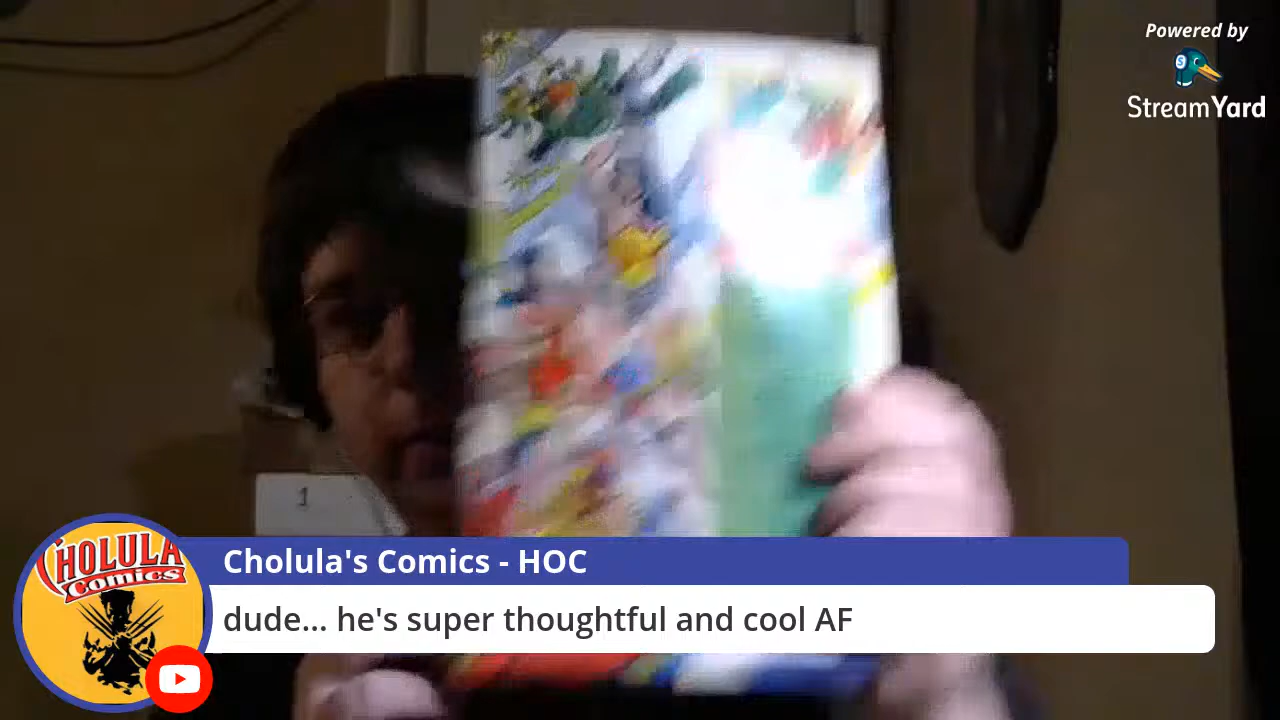 Powered by
StreamYard
1
CHOLULA
Comics
Cholula's Comics - HOC
dude... he's super thoughtful and cool AF